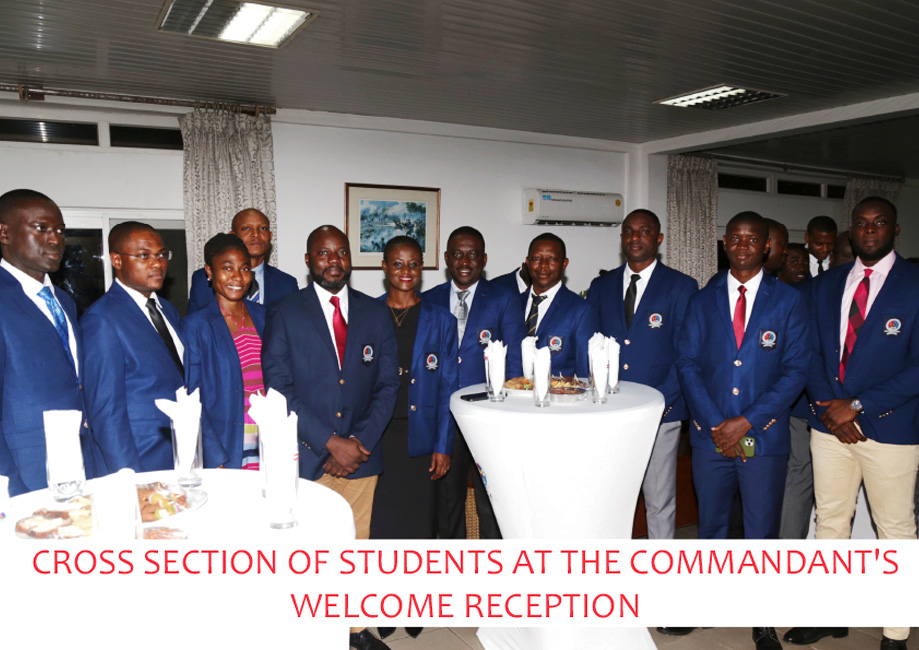 CROSS SECTION OF STUDENTS AT THE COMMANDANT'S
WELCOME RECEPTION